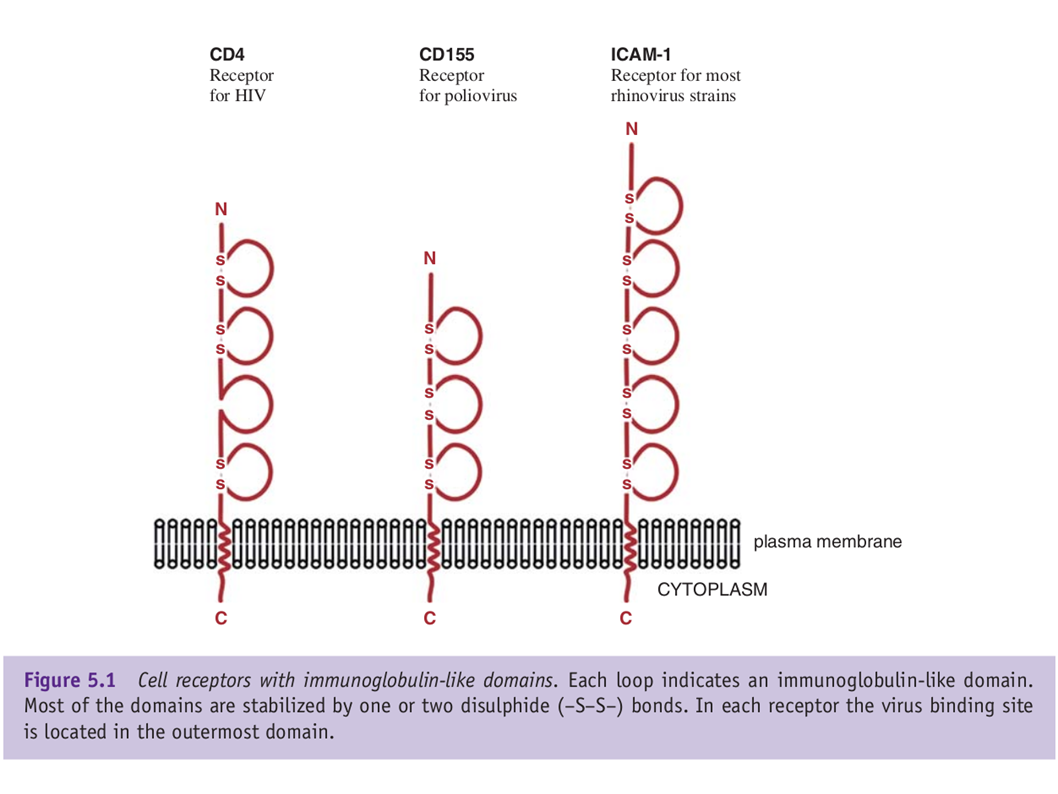 CD4
Receptor
for HIV
CD155
Receptor
for poliovirus
ICAM-1
Receptor for most
rhinovirus strains
N
S
S
S
S
S
S
C
N
S
S
S
S
S
S
C
N
S
S
S
S
S
S
S
S
S
S
C
plasma membrane
CYTOPLASM
Figure 5.1 Cell receptors with immunoglobulin-like domains. Each loop indicates an immunoglobulin-like domain.
Most of the domains are stabilized by one or two disulphide (–S–S–) bonds. In each receptor the virus binding site
is located in the outermost domain.